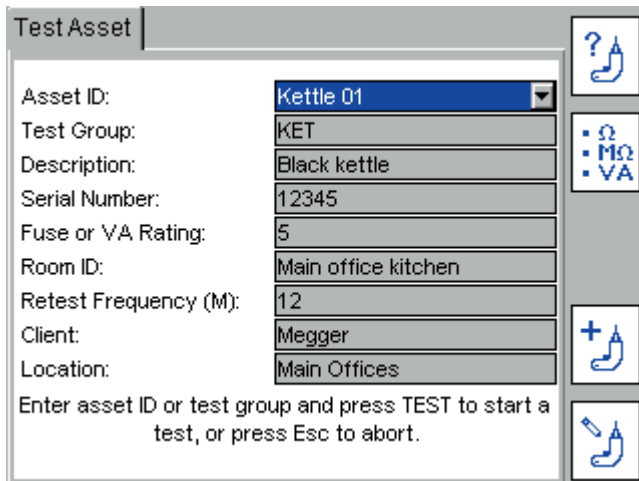 Test Asset
Asset ID: Kettle 01
Test Group: KET
Description: Black kettle
Serial Number: 12345
Fuse or VA Rating: 5
Room ID: Main office kitchen
Retest Frequency (M): 12
Client: Megger
Location: Main Offices
Enter asset ID or test group and press TEST to start a
test, or press Esc to abort.
?
▪ Ω
▪ MΩ
▪ VA
+